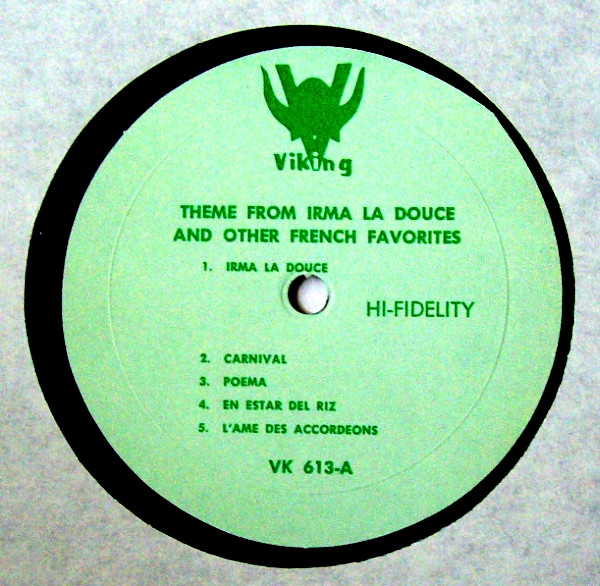 Viking
THEME FROM IRMA LA DOUCE
AND OTHER FRENCH FAVORITES
1. IRMA LA DOUCE
HI-FIDELITY
2. CARNIVAL
3. POEMA
4. EN ESTAR DEL RIZ
5. L'AME DES ACCORDEONS
VK 613-A